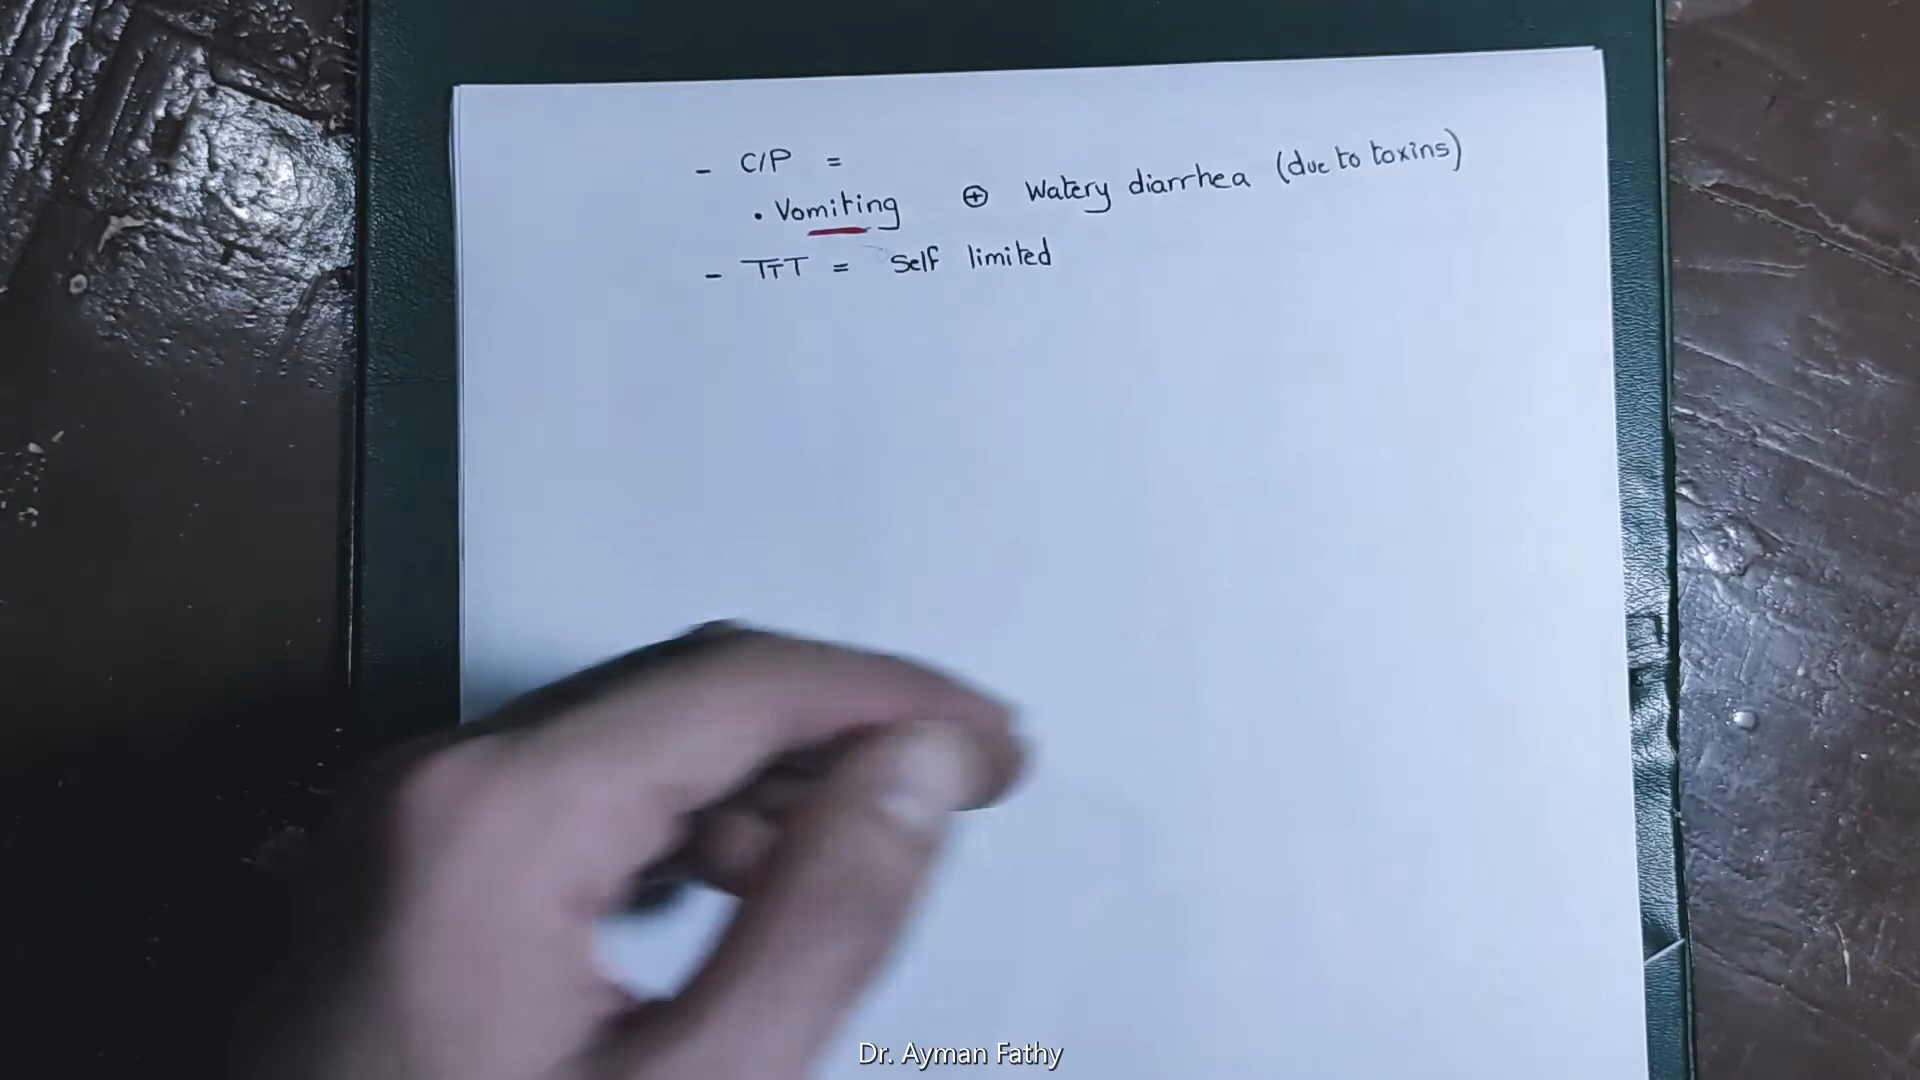 - C/P =
• Vomiting ⊕ Watery diarrhea (due to toxins)
- TTT = Self limited
Dr. Ayman Fathy